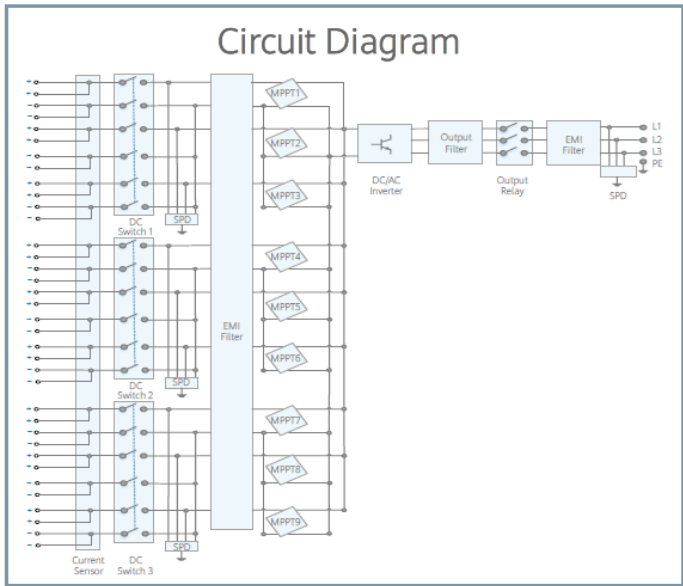 Circuit Diagram
MPPT1
MPPT2
MPPT3
SPD
DC
Switch 1
MPPT4
MPPT5
MPPT6
EMI
Filter
SPD
DC
Switch 2
MPPT7
MPPT8
MPPT9
SPD
Current
Sensor
DC
Switch 3
DC/AC
Inverter
Output
Filter
Output
Relay
EMI
Filter
L1
L2
L3
PE
SPD